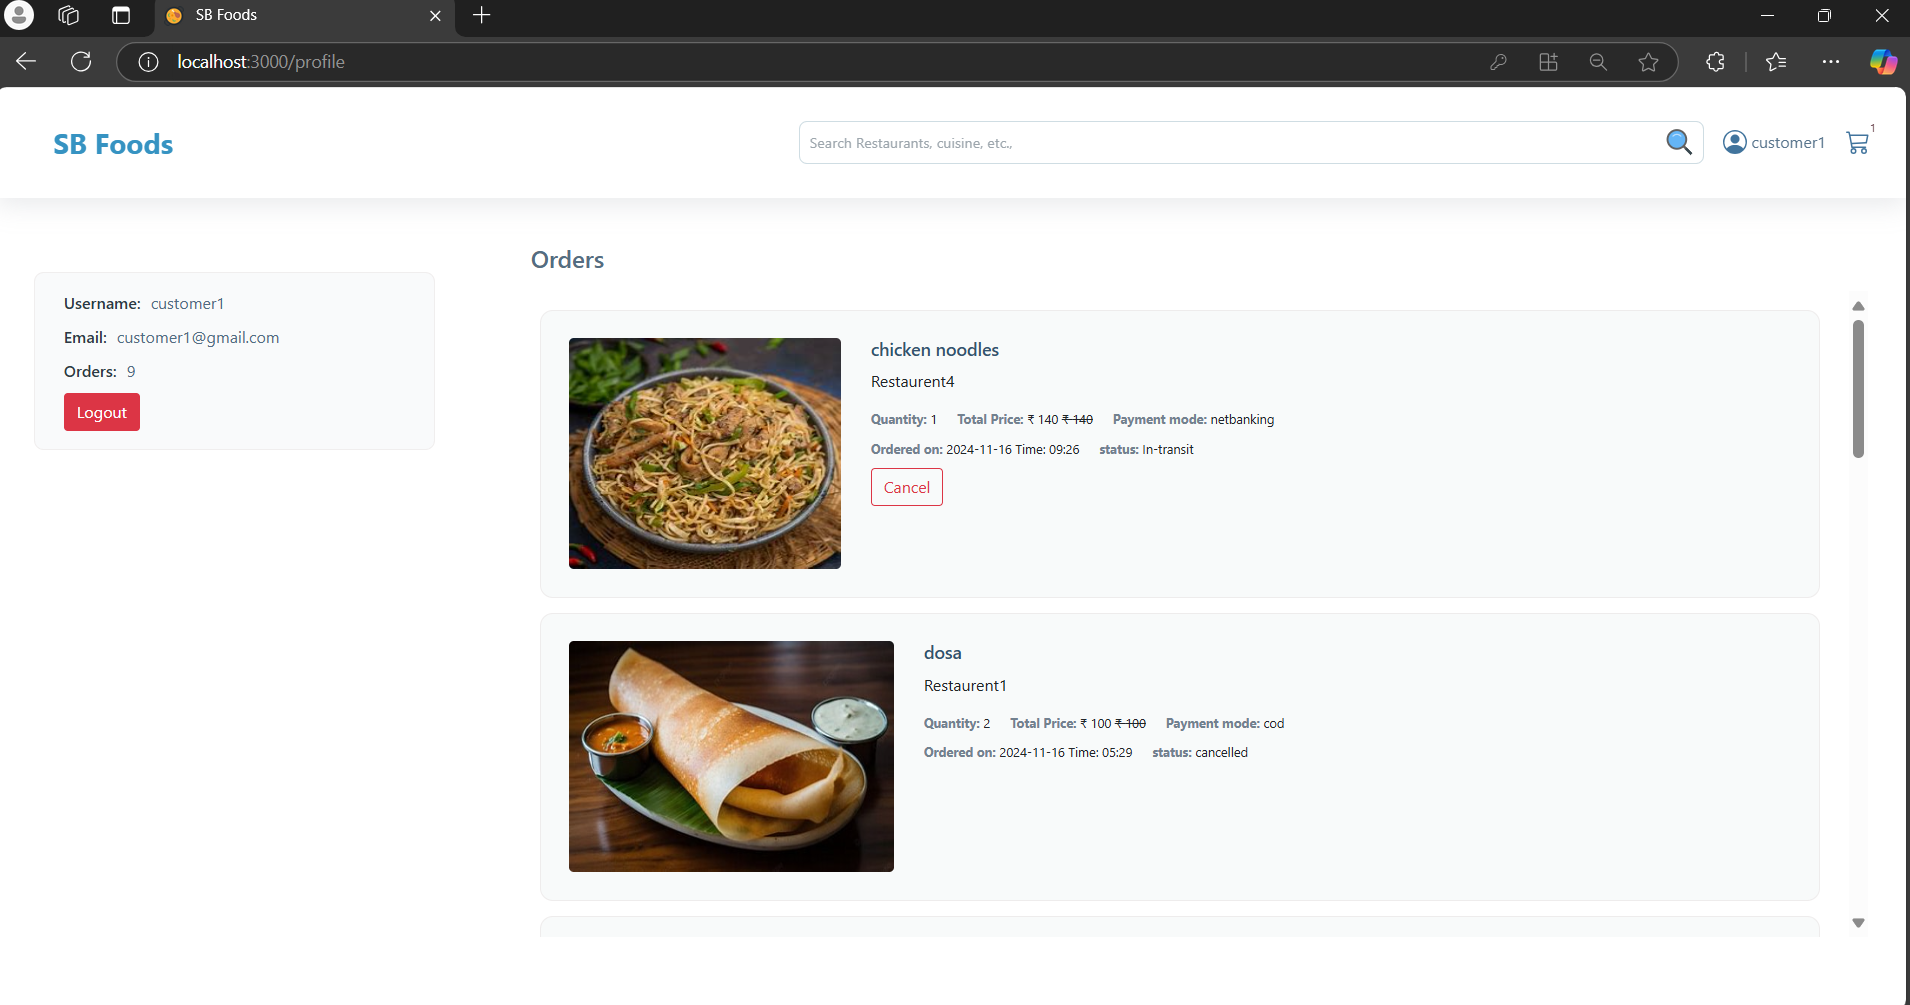 SB Foods
localhost:3000/profile
SB Foods
Search Restaurants, cuisine, etc.,
customer1
1
Orders
Username: customer1
Email: customer1@gmail.com
Orders: 9
Logout
chicken noodles
Restaurent4
Quantity: 1 Total Price: ₹ 140 ₹ 140 Payment mode: netbanking
Ordered on: 2024-11-16 Time: 09:26 status: In-transit
Cancel
dosa
Restaurent1
Quantity: 2 Total Price: ₹ 100 ₹ 100 Payment mode: cod
Ordered on: 2024-11-16 Time: 05:29 status: cancelled